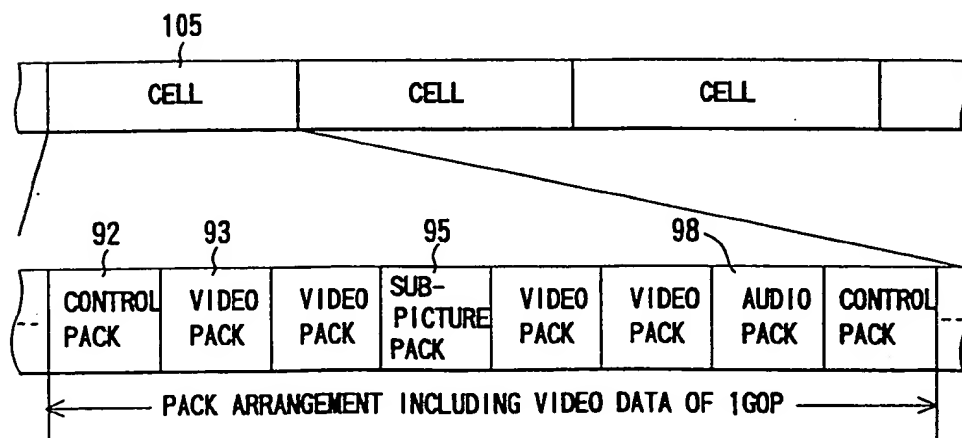 105
CELL CELL CELL
92 93 95 98
CONTROL PACK VIDEO PACK VIDEO PACK SUB-PICTURE PACK VIDEO PACK VIDEO PACK AUDIO PACK CONTROL PACK
PACK ARRANGEMENT INCLUDING VIDEO DATA OF 1GOP